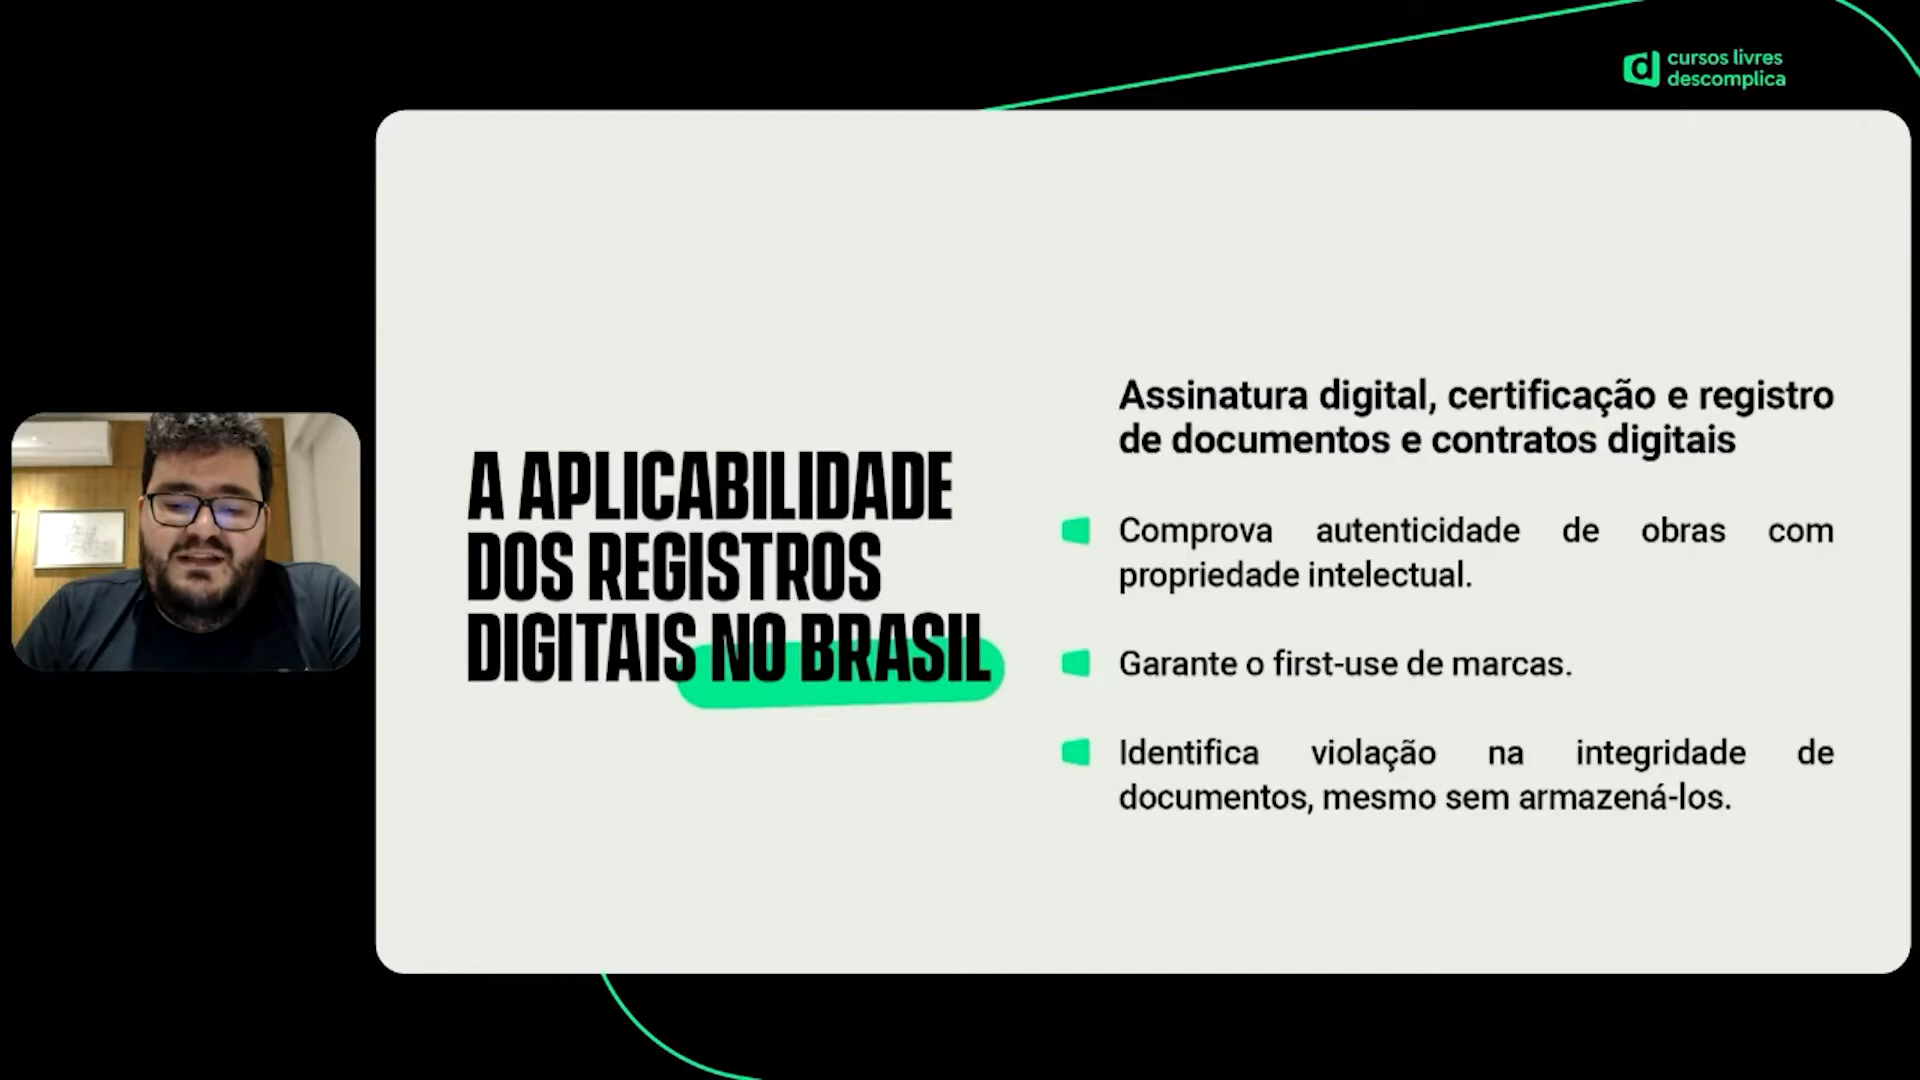 cursos livres
descomplica
A APLICABILIDADE
DOS REGISTROS
DIGITAIS NO BRASIL
Assinatura digital, certificação e registro
de documentos e contratos digitais
Comprova autenticidade de obras com
propriedade intelectual.
Garante o first-use de marcas.
Identifica violação na integridade de
documentos, mesmo sem armazená-los.